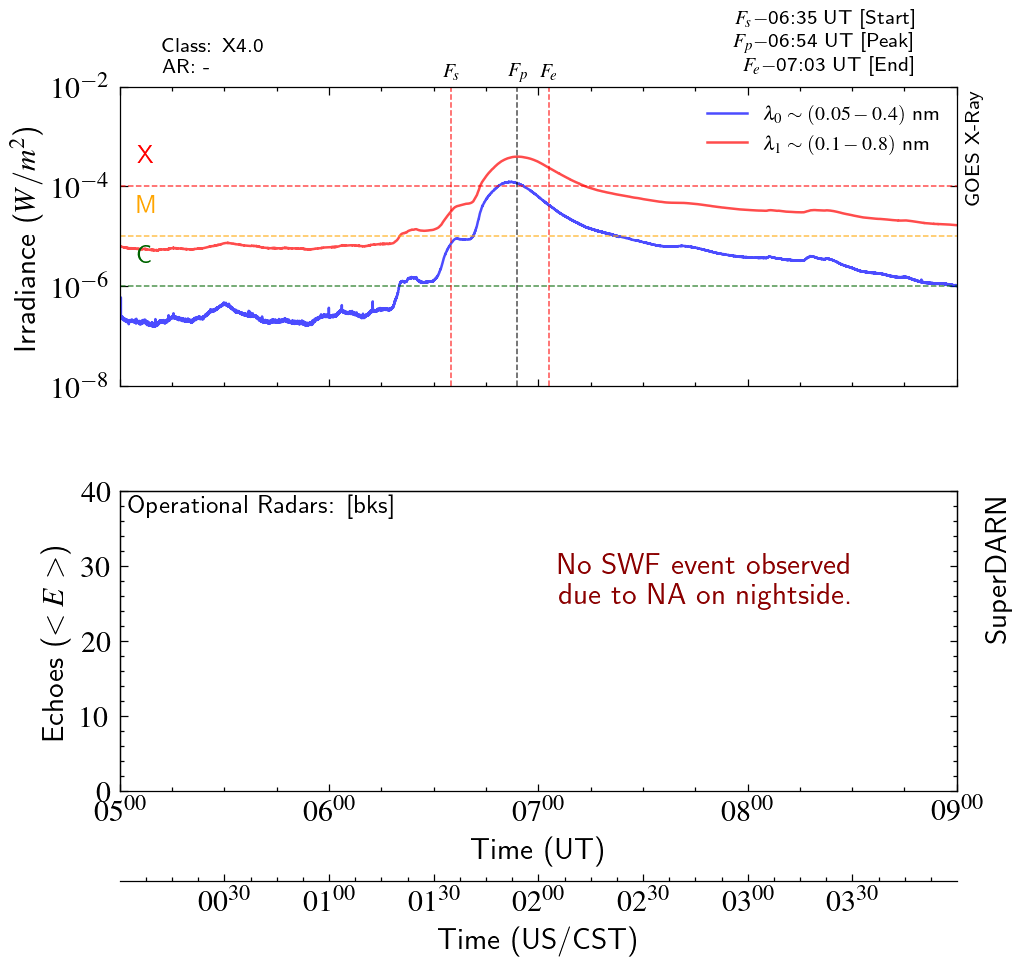 Class: X4.0
AR: -
Fₛ−06:35 UT [Start]
Fₚ−06:54 UT [Peak]
Fₑ−07:03 UT [End]
Fₛ Fₚ Fₑ
10⁻²
10⁻⁴
10⁻⁶
10⁻⁸
Irradiance (W/m²)
X
M
C
λ₀ ∼ (0.05 − 0.4) nm
λ₁ ∼ (0.1 − 0.8) nm
GOES X-Ray
Operational Radars: [bks]
No SWF event observed
due to NA on nightside.
40
30
20
10
0
Echoes (< E >)
SuperDARN
05⁰⁰ 06⁰⁰ 07⁰⁰ 08⁰⁰ 09⁰⁰
Time (UT)
00³⁰ 01⁰⁰ 01³⁰ 02⁰⁰ 02³⁰ 03⁰⁰ 03³⁰
Time (US/CST)